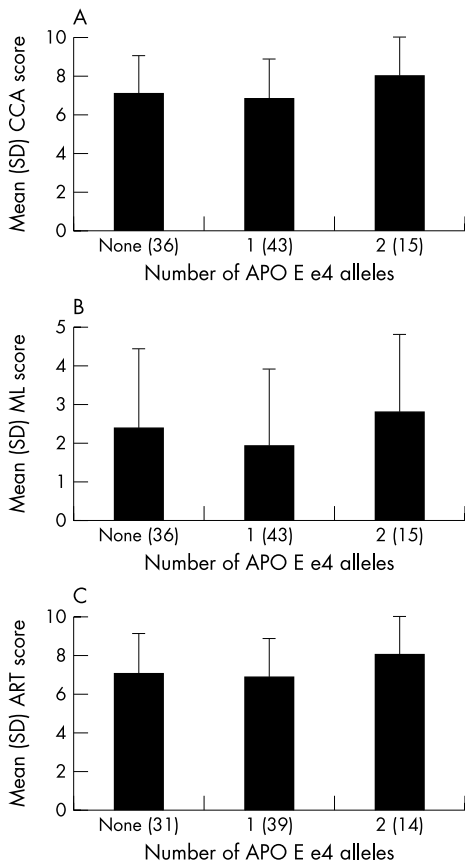 A
Mean (SD) CCA score
10
8
6
4
2
0
None (36) 1 (43) 2 (15)
Number of APO E e4 alleles
B
Mean (SD) ML score
5
4
3
2
1
0
None (36) 1 (43) 2 (15)
Number of APO E e4 alleles
C
Mean (SD) ART score
10
8
6
4
2
0
None (31) 1 (39) 2 (14)
Number of APO E e4 alleles